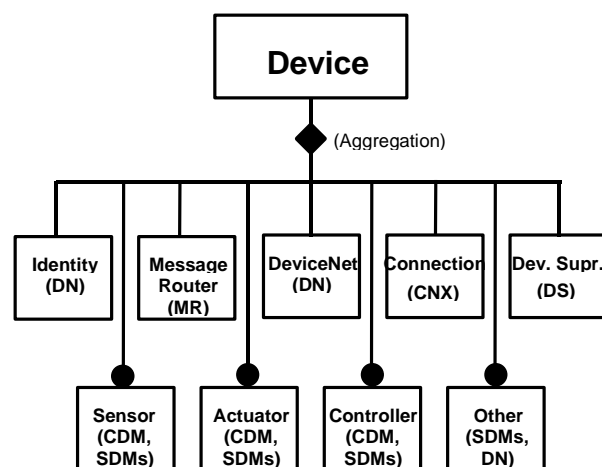 Device
(Aggregation)
Identity
(DN)
Message
Router
(MR)
DeviceNet
(DN)
Connection
(CNX)
Dev. Supr.
(DS)
Sensor
(CDM,
SDMs)
Actuator
(CDM,
SDMs)
Controller
(CDM,
SDMs)
Other
(SDMs,
DN)